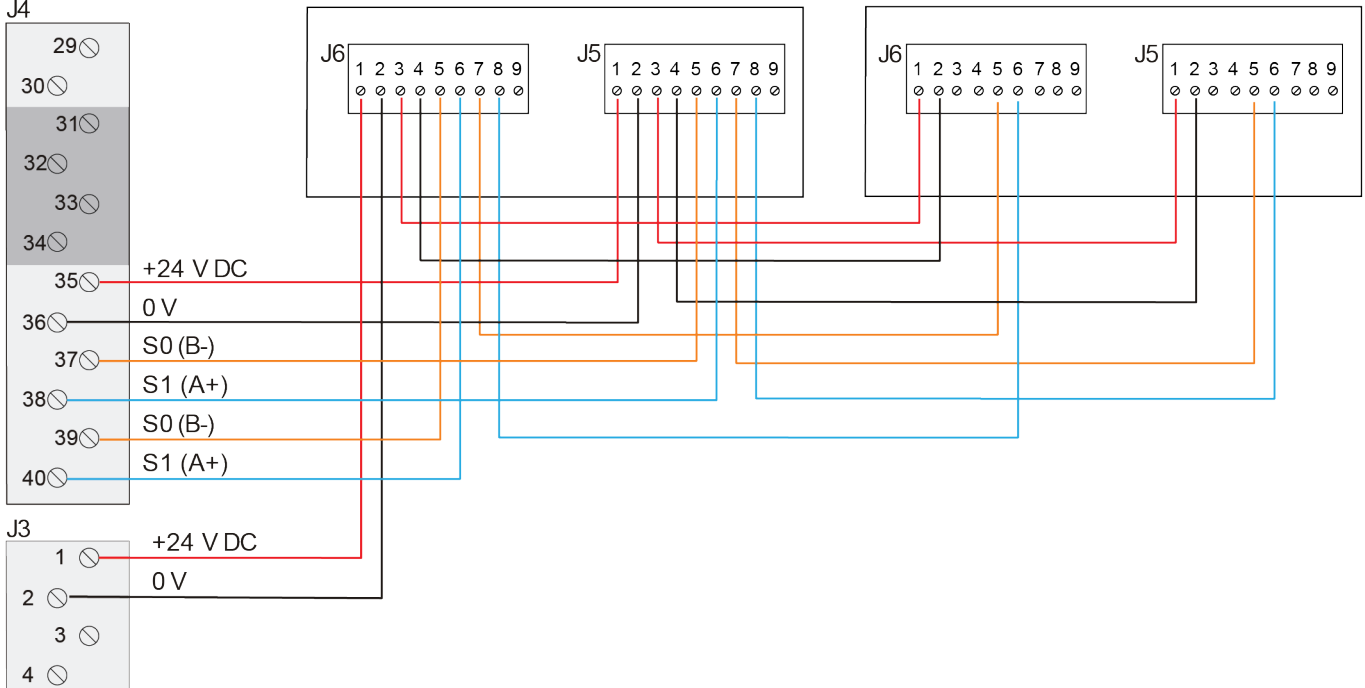 J4
29
30
31
32
33
34
35 +24 V DC
36 0 V
37 S0 (B-)
38 S1 (A+)
39 S0 (B-)
40 S1 (A+)
J3
1 +24 V DC
2 0 V
3
4
J6 1 2 3 4 5 6 7 8 9
J5 1 2 3 4 5 6 7 8 9
J6 1 2 3 4 5 6 7 8 9
J5 1 2 3 4 5 6 7 8 9